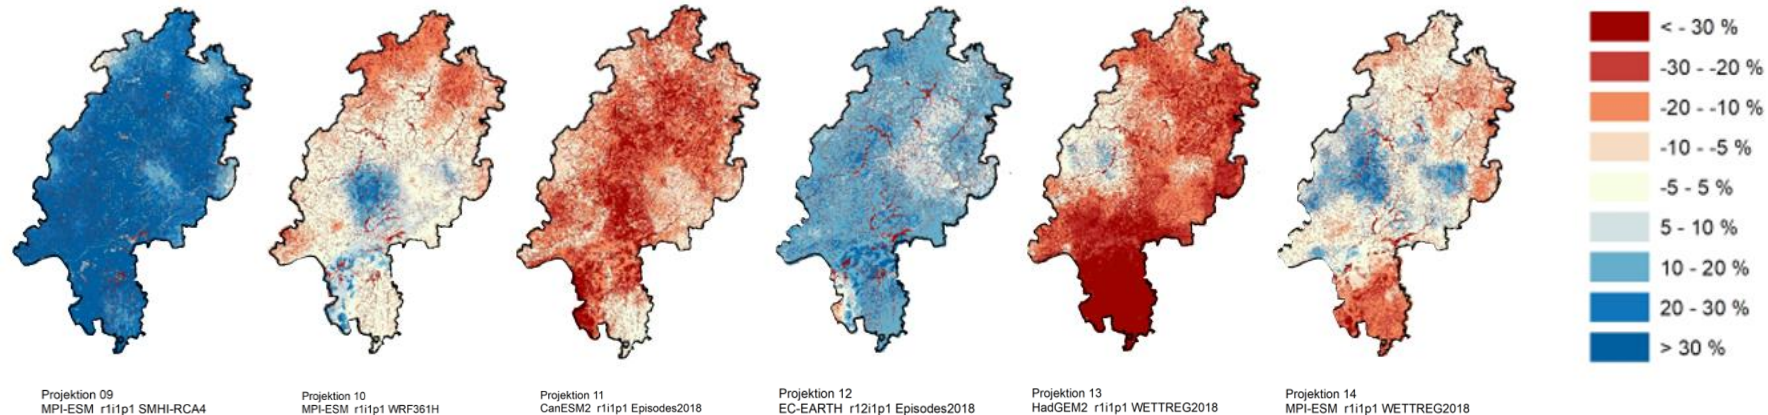 < - 30 %
-30 - -20 %
-20 - -10 %
-10 - -5 %
-5 - 5 %
5 - 10 %
10 - 20 %
20 - 30 %
> 30 %
Projektion 09
MPI-ESM r1i1p1 SMHI-RCA4
Projektion 10
MPI-ESM r1i1p1 WRF361H
Projektion 11
CanESM2 r1i1p1 Episodes2018
Projektion 12
EC-EARTH r12i1p1 Episodes2018
Projektion 13
HadGEM2 r1i1p1 WETTREG2018
Projektion 14
MPI-ESM r1i1p1 WETTREG2018